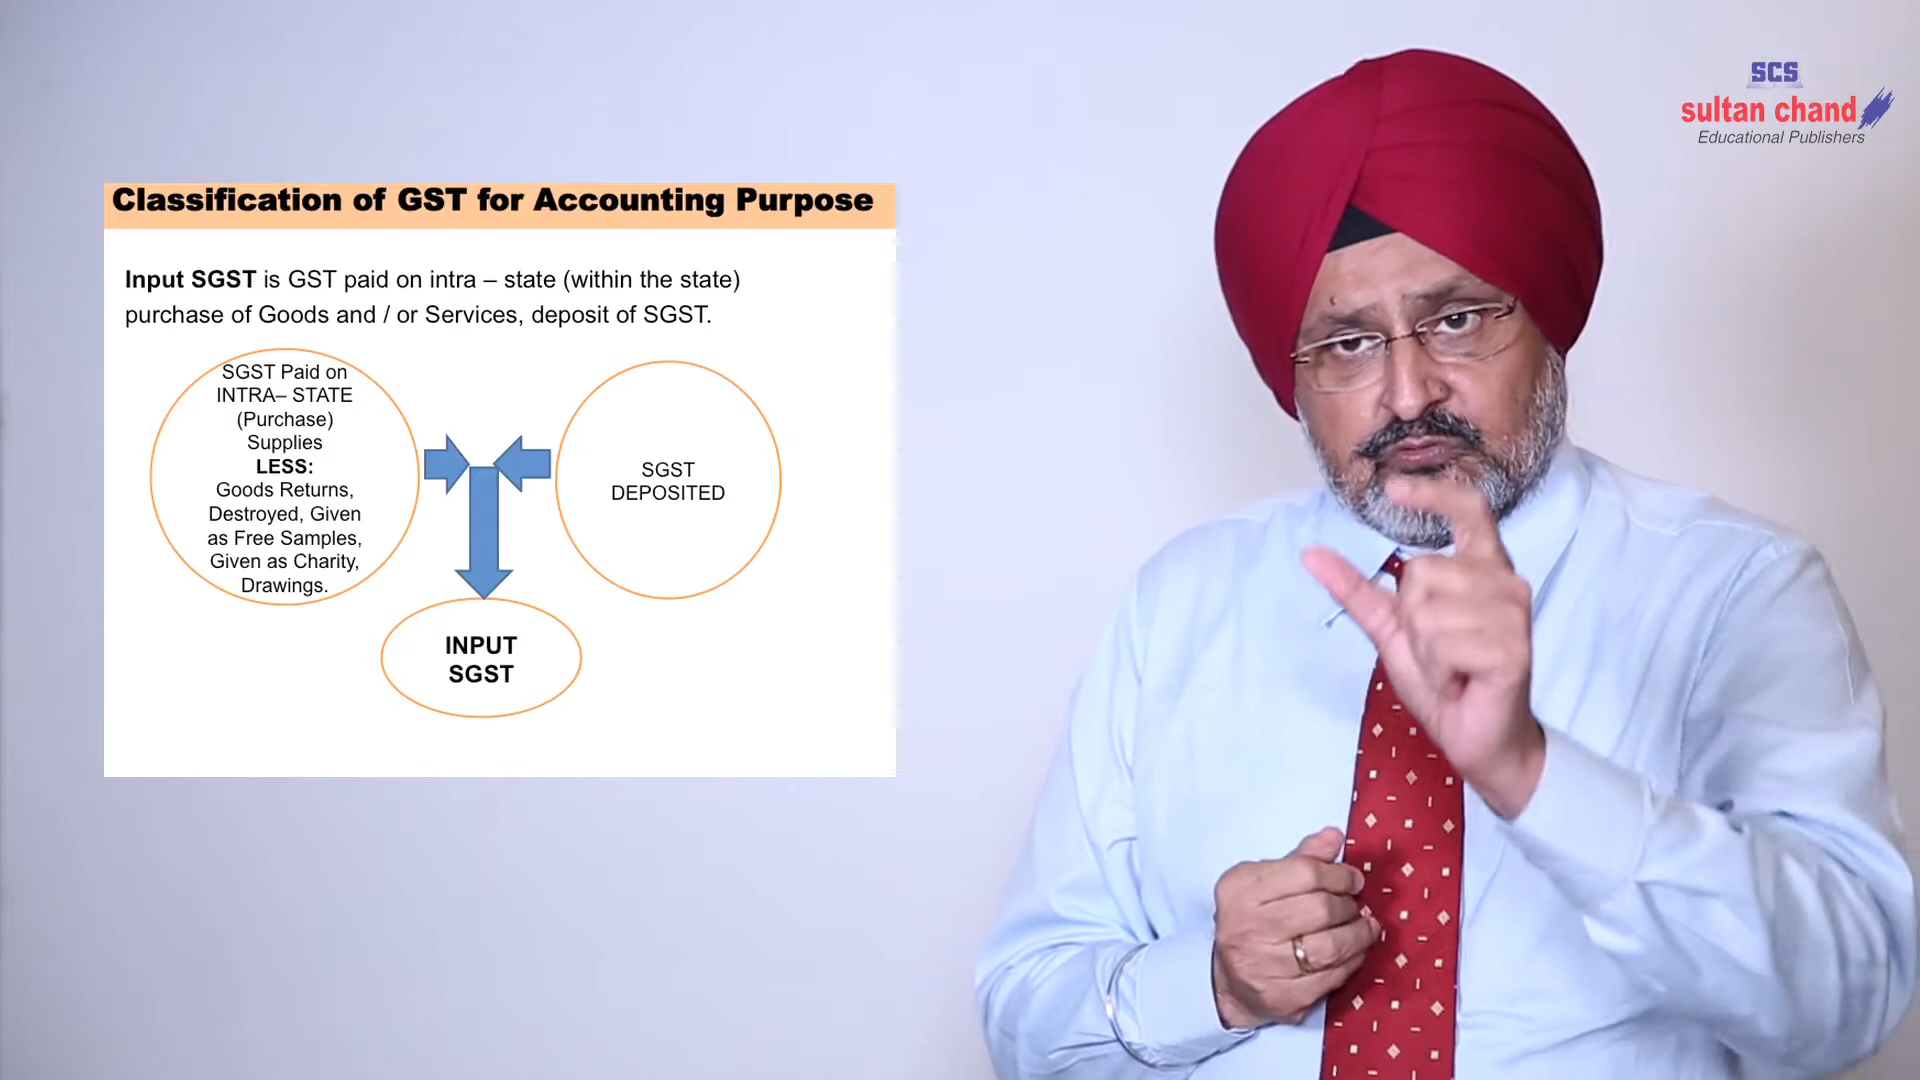 SCS
sultan chand
Educational Publishers
Classification of GST for Accounting Purpose
Input SGST is GST paid on intra – state (within the state)
purchase of Goods and / or Services, deposit of SGST.
SGST Paid on
INTRA– STATE
(Purchase)
Supplies
LESS:
Goods Returns,
Destroyed, Given
as Free Samples,
Given as Charity,
Drawings.
SGST
DEPOSITED
INPUT
SGST